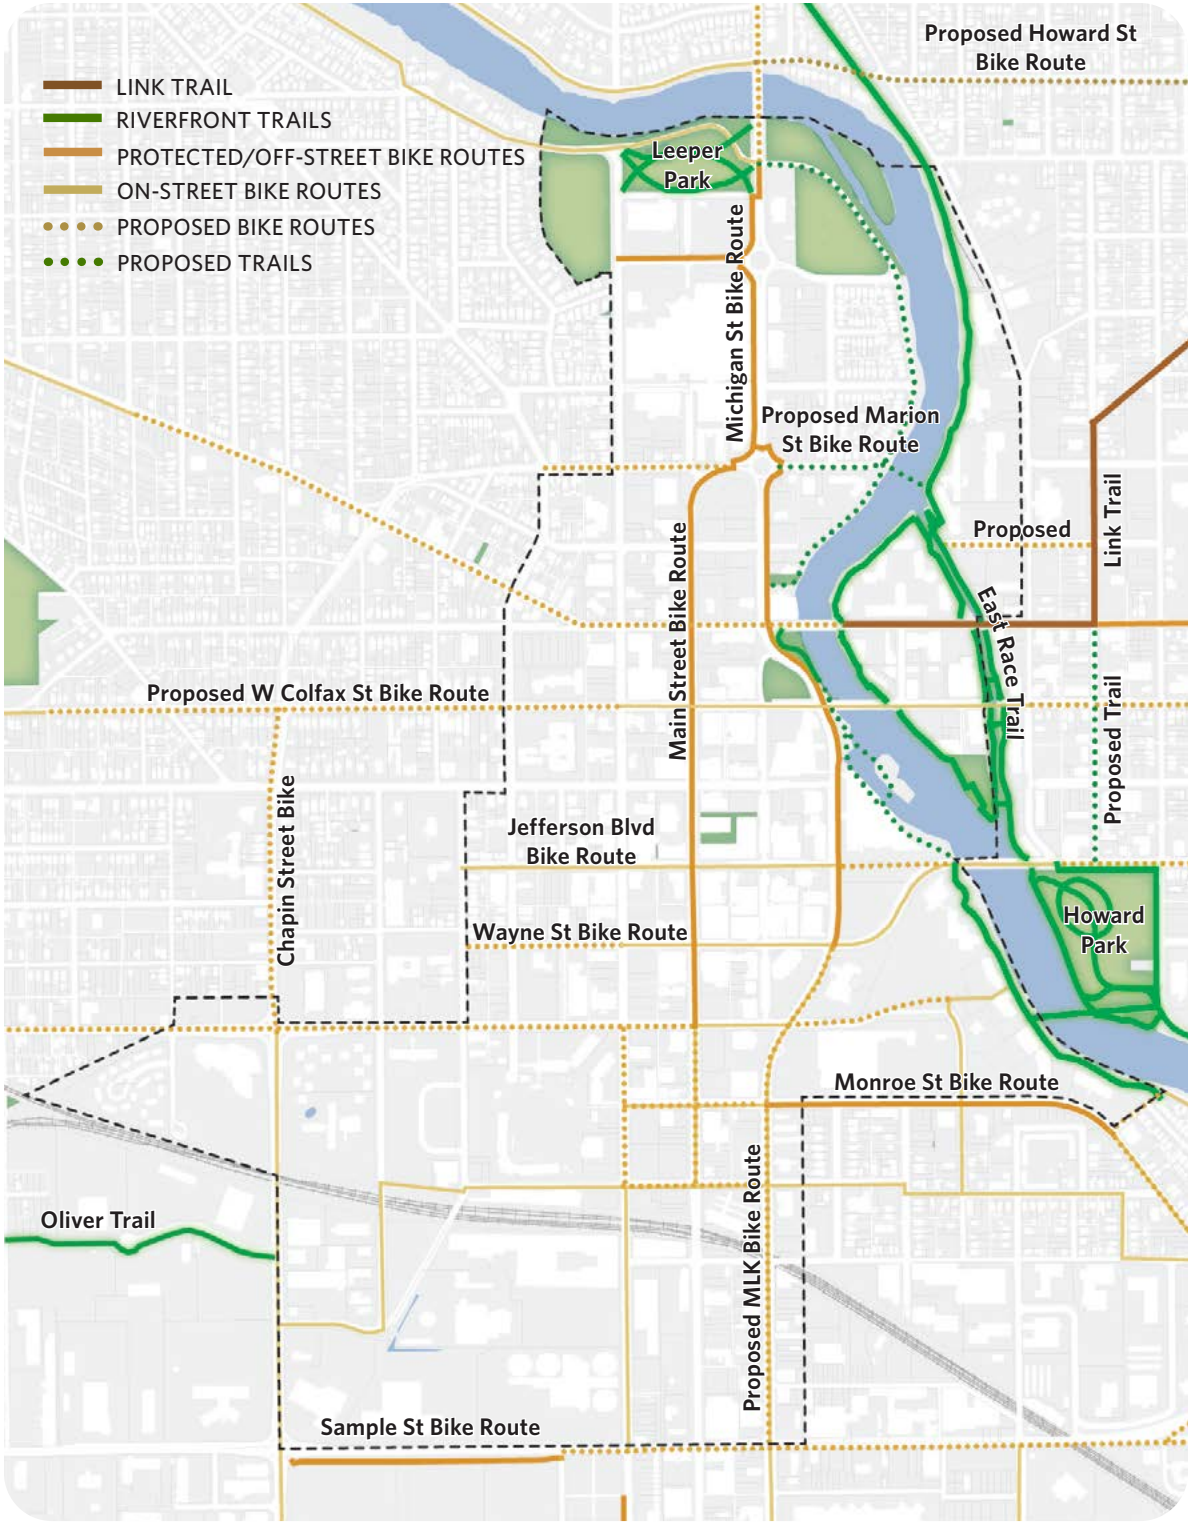 Proposed Howard St
Bike Route
LINK TRAIL
RIVERFRONT TRAILS
PROTECTED/OFF-STREET BIKE ROUTES
ON-STREET BIKE ROUTES
PROPOSED BIKE ROUTES
PROPOSED TRAILS
Leeper
Park
Michigan St Bike Route
Proposed Marion
St Bike Route
Proposed
Link Trail
Main Street Bike Route
East Race Trail
Proposed W Colfax St Bike Route
Proposed Trail
Chapin Street Bike
Jefferson Blvd
Bike Route
Wayne St Bike Route
Howard
Park
Monroe St Bike Route
Proposed MLK Bike Route
Oliver Trail
Sample St Bike Route